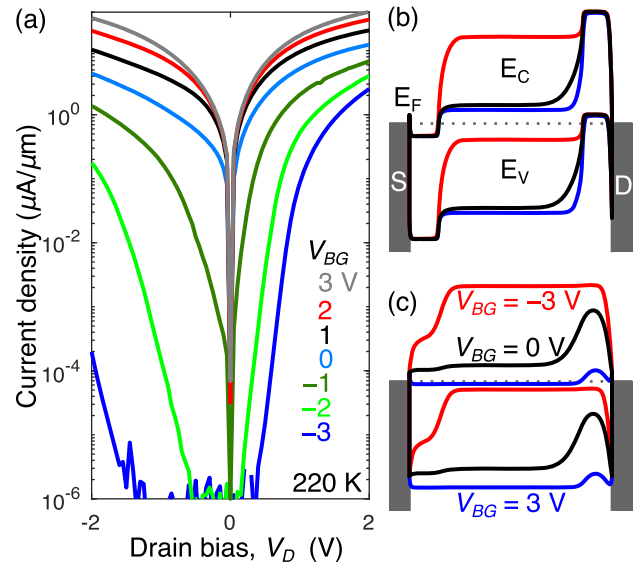 (a)
Current density (μA/μm)
10⁰
10⁻²
10⁻⁴
10⁻⁶
V_BG
3 V
2
1
0
−1
−2
−3
220 K
-2
0
2
Drain bias, V_D (V)
(b)
E_F
E_C
E_V
S
D
(c)
V_BG = −3 V
V_BG = 0 V
V_BG = 3 V